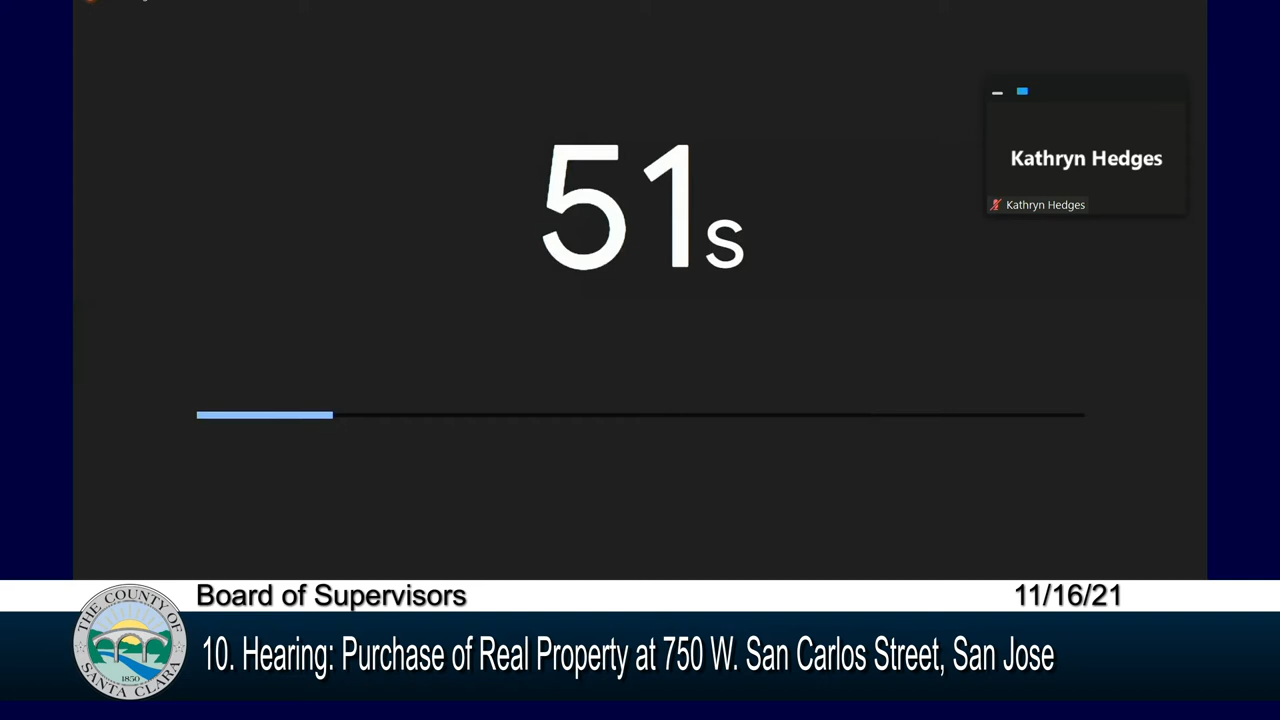 51s
Kathryn Hedges
Kathryn Hedges
Board of Supervisors
11/16/21
10. Hearing: Purchase of Real Property at 750 W. San Carlos Street, San Jose
THE COUNTY OF
SANTA CLARA
1850